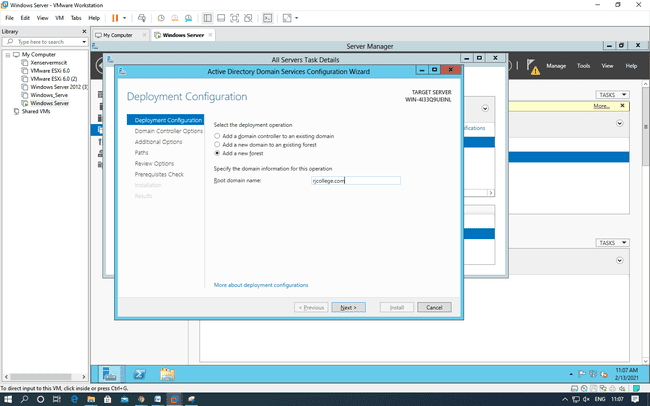 Windows Server - VMware Workstation
File Edit View VM Tabs Help
Library
Type here to search
My Computer
Xenservermscit
VMware ESXi 6.0
VMware ESXi 6.0 (2)
Windows Server 2012 (3)
Windows_Serve
Windows Server
Shared VMs
My Computer
Windows Server
Server Manager
Manage Tools View Help
All Servers Task Details
Active Directory Domain Services Configuration Wizard
Deployment Configuration
TARGET SERVER
WIN-4I33Q9UEINL
Deployment Configuration
Domain Controller Options
Additional Options
Paths
Review Options
Prerequisites Check
Installation
Results
Select the deployment operation
Add a domain controller to an existing domain
Add a new domain to an existing forest
Add a new forest
Specify the domain information for this operation
Root domain name:
rjcollege.com
More about deployment configurations
< Previous
Next >
Install
Cancel
TASKS
More...
TASKS
11:07 AM
2/13/2021
To direct input to this VM, click inside or press Ctrl+G.
ENG
11:07